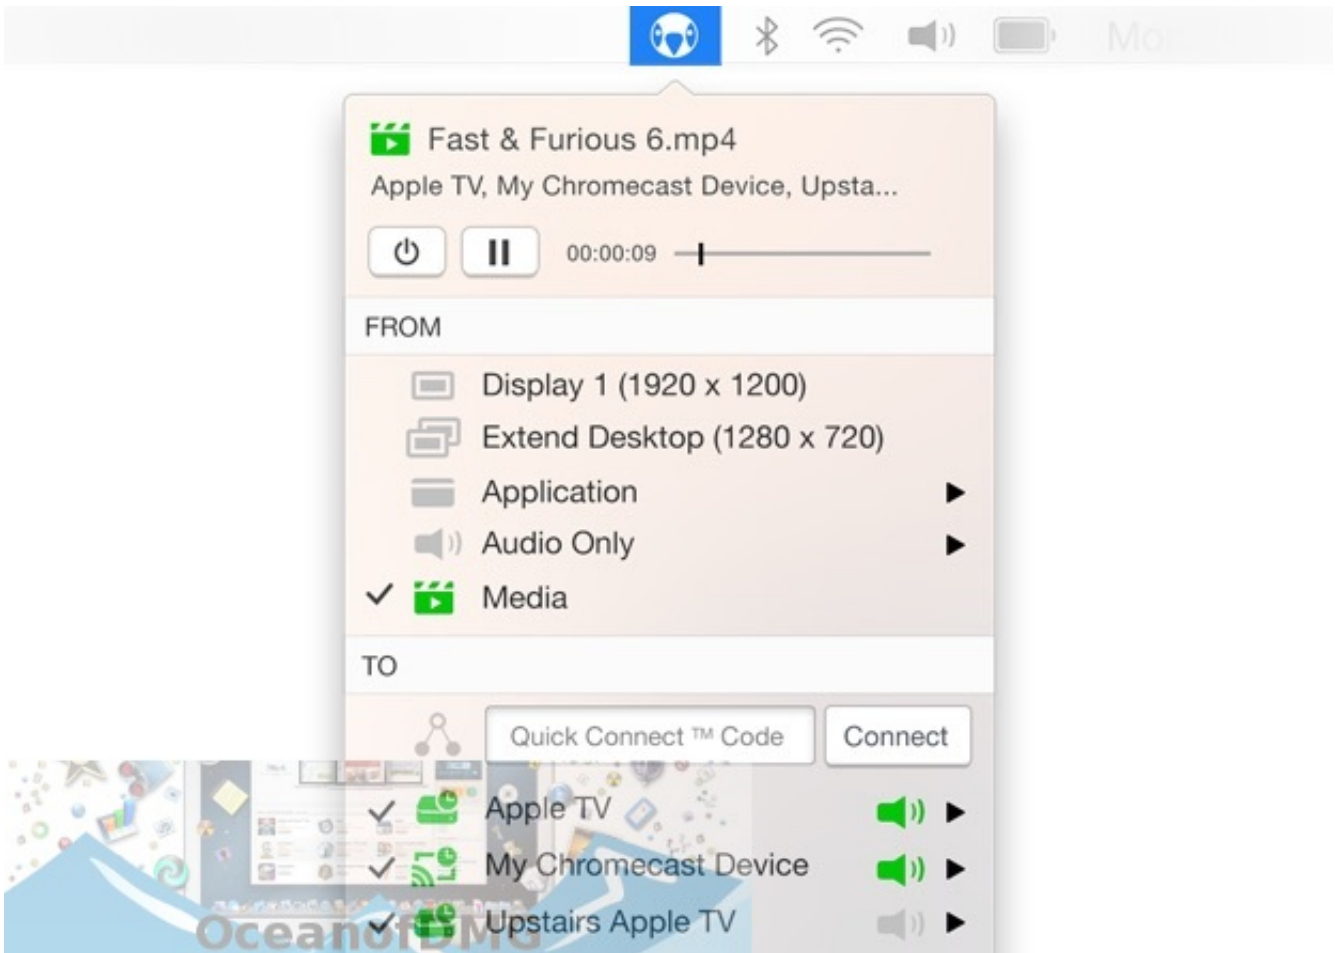 Mon
Fast & Furious 6.mp4
Apple TV, My Chromecast Device, Upsta...
00:00:09
FROM
Display 1 (1920 x 1200)
Extend Desktop (1280 x 720)
Application
Audio Only
Media
TO
Quick Connect ™ Code
Connect
Apple TV
My Chromecast Device
Upstairs Apple TV
OceanofDMG